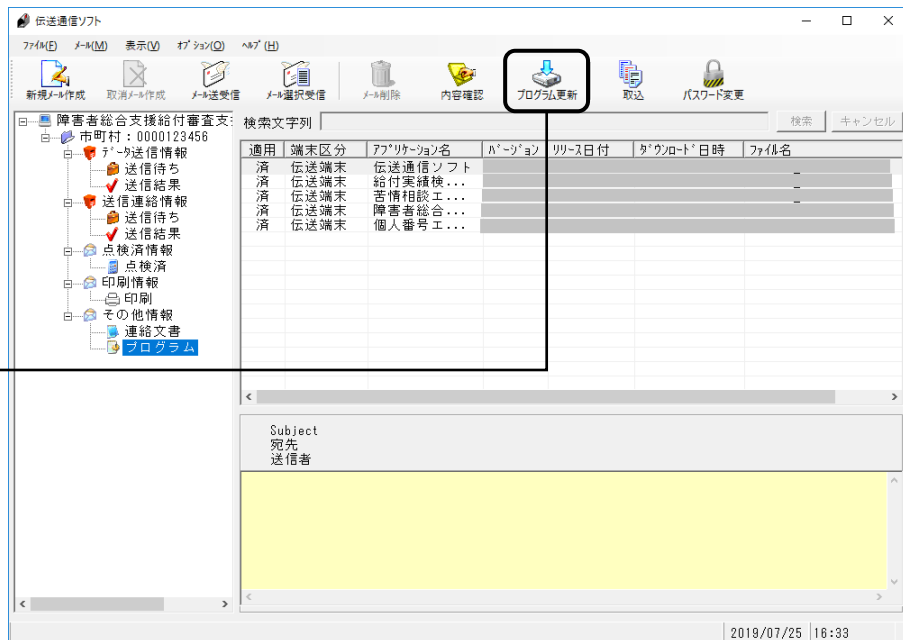 伝送通信ソフト
ﾌｧｲﾙ(F) ﾒｰﾙ(M) 表示(V) ｵﾌﾟｼｮﾝ(O) ﾍﾙﾌﾟ(H)
新規ﾒｰﾙ作成 取消ﾒｰﾙ作成 ﾒｰﾙ送受信 ﾒｰﾙ選択受信 ﾒｰﾙ削除 内容確認 ﾌﾟﾛｸﾞﾗﾑ更新 取込 ﾊﾟｽﾜｰﾄﾞ変更
障害者総合支援給付審査支
市町村：0000123456
ﾃﾞｰﾀ送信情報
送信待ち
送信結果
送信連絡情報
送信待ち
送信結果
点検済情報
点検済
印刷情報
印刷
その他情報
連絡文書
プログラム
検索文字列 検索 キャンセル
適用 端末区分 ｱﾌﾟﾘｹｰｼｮﾝ名 ﾊﾞｰｼﾞｮﾝ ﾘﾘｰｽ日付 ﾀﾞｳﾝﾛｰﾄﾞ日時 ﾌｧｲﾙ名
済 伝送端末 伝送通信ソフト
済 伝送端末 給付実績検...
済 伝送端末 苦情相談エ...
済 伝送端末 障害者総合...
済 伝送端末 個人番号エ...
Subject
宛先
送信者
2019/07/25 16:33